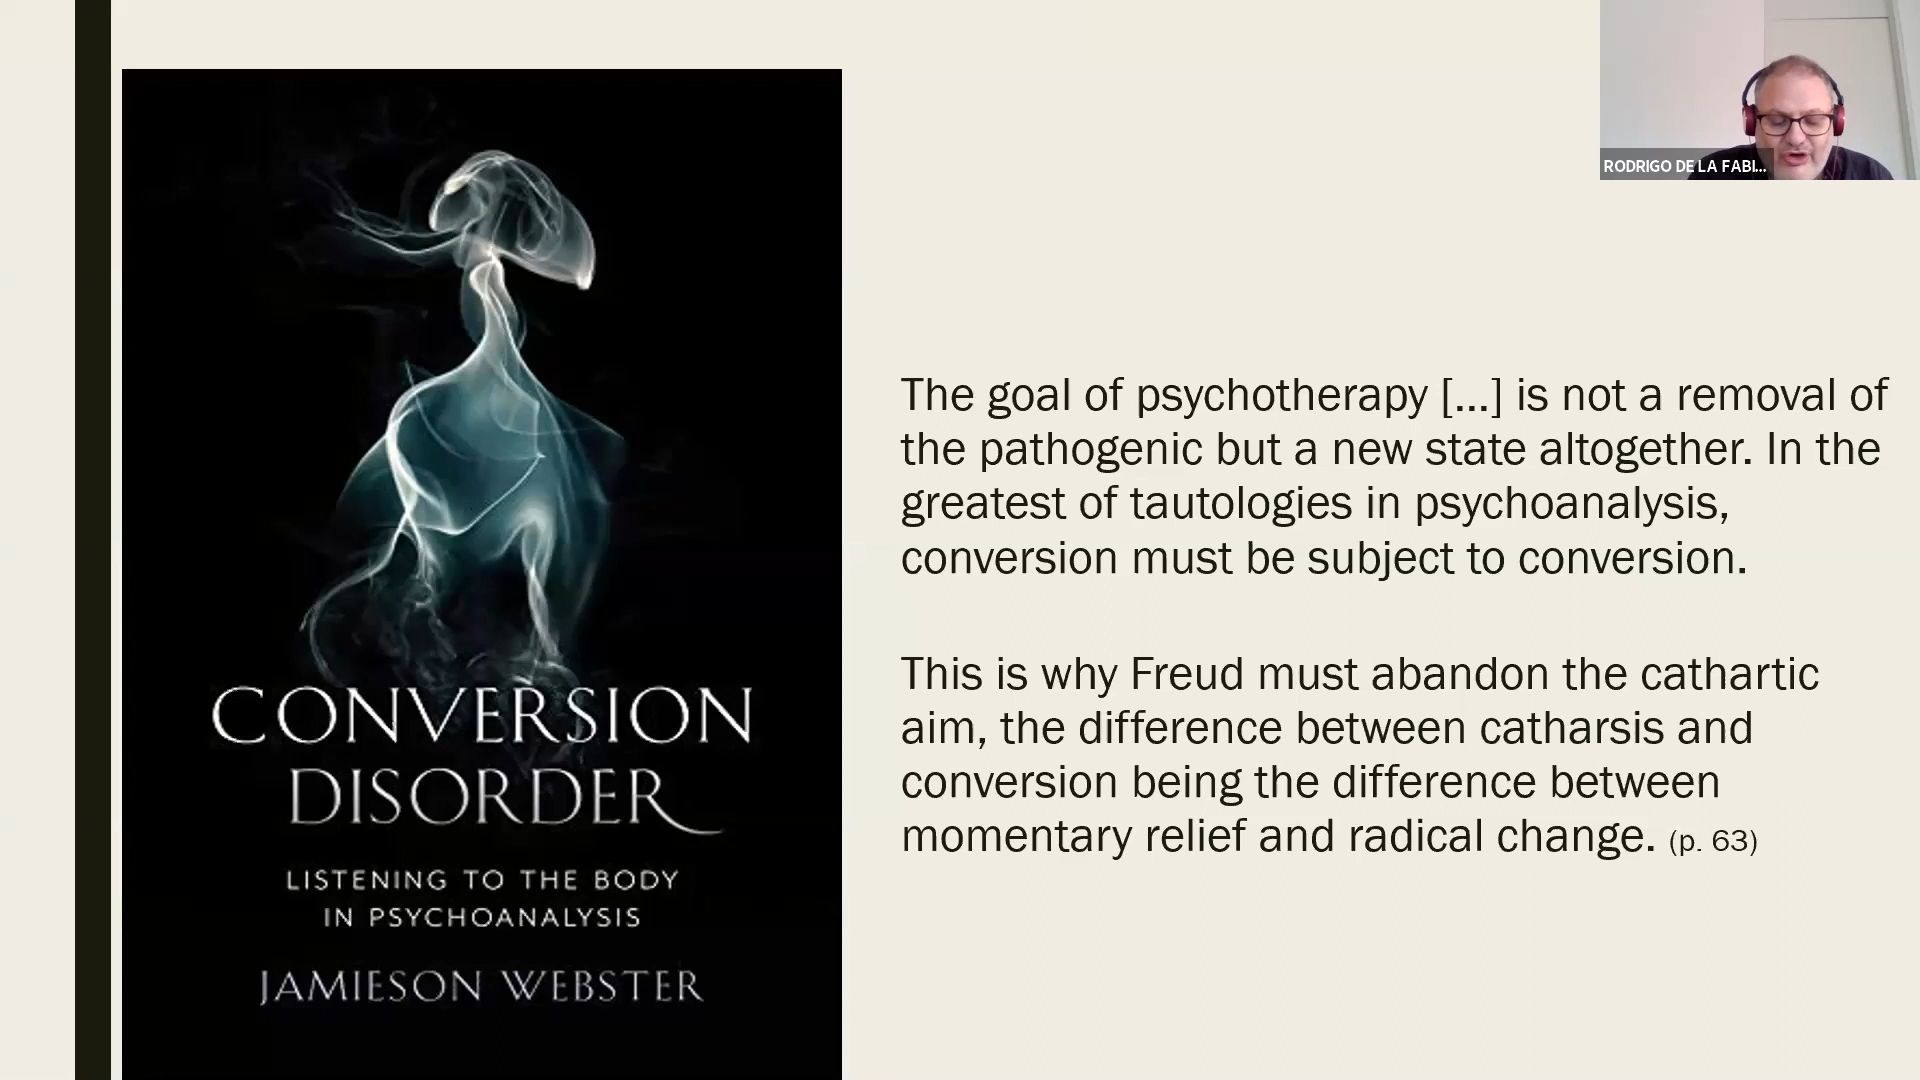 RODRIGO DE LA FABI...
CONVERSION
DISORDER
LISTENING TO THE BODY
IN PSYCHOANALYSIS
JAMIESON WEBSTER
The goal of psychotherapy [...] is not a removal of
the pathogenic but a new state altogether. In the
greatest of tautologies in psychoanalysis,
conversion must be subject to conversion.
This is why Freud must abandon the cathartic
aim, the difference between catharsis and
conversion being the difference between
momentary relief and radical change. (p. 63)